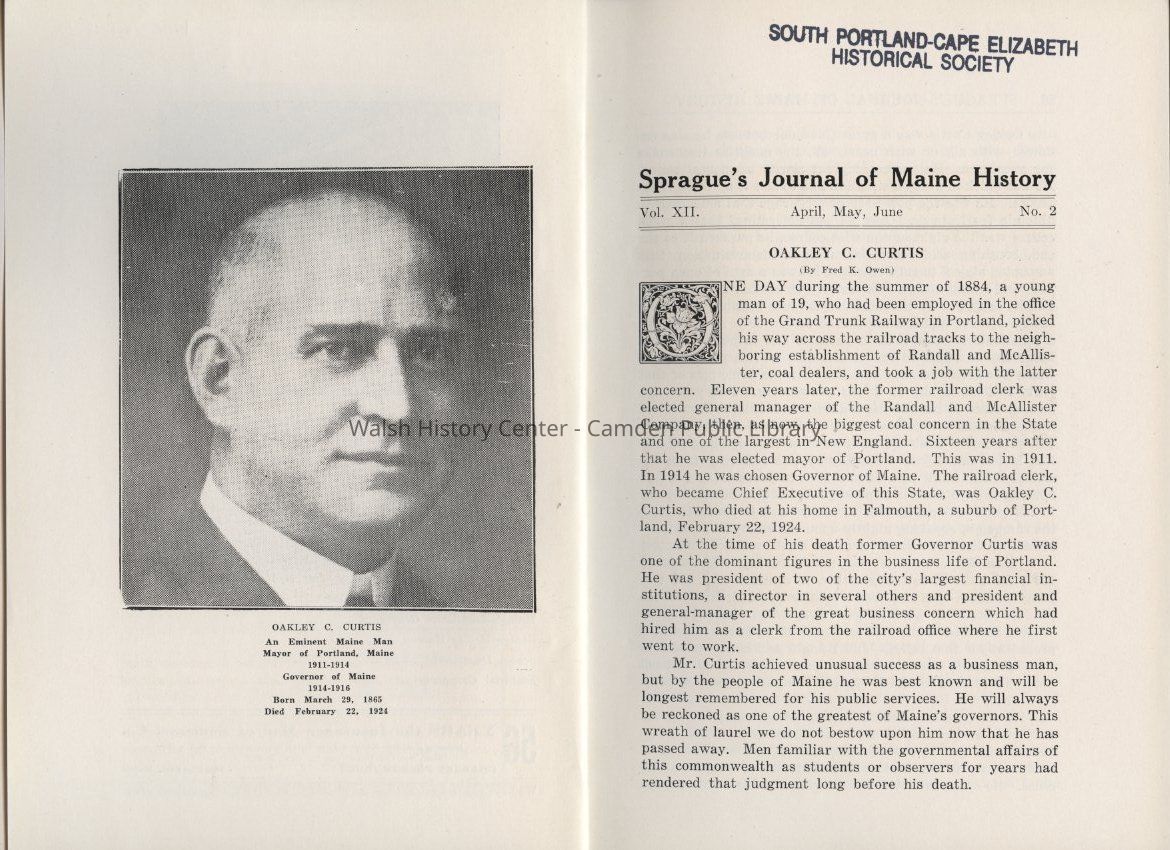 OAKLEY C. CURTIS
An Eminent Maine Man
Mayor of Portland, Maine
1911-1914
Governor of Maine
1914-1916
Born March 29, 1865
Died February 22, 1924
SOUTH PORTLAND-CAPE ELIZABETH
HISTORICAL SOCIETY
Sprague's Journal of Maine History
Vol. XII. April, May, June No. 2
OAKLEY C. CURTIS
(By Fred K. Owen)
ONE DAY during the summer of 1884, a young
man of 19, who had been employed in the office
of the Grand Trunk Railway in Portland, picked
his way across the railroad tracks to the neigh-
boring establishment of Randall and McAllis-
ter, coal dealers, and took a job with the latter
concern. Eleven years later, the former railroad clerk was
elected general manager of the Randall and McAllister
Company, then, as now, the biggest coal concern in the State
and one of the largest in New England. Sixteen years after
that he was elected mayor of Portland. This was in 1911.
In 1914 he was chosen Governor of Maine. The railroad clerk,
who became Chief Executive of this State, was Oakley C.
Curtis, who died at his home in Falmouth, a suburb of Port-
land, February 22, 1924.
At the time of his death former Governor Curtis was
one of the dominant figures in the business life of Portland.
He was president of two of the city's largest financial in-
stitutions, a director in several others and president and
general-manager of the great business concern which had
hired him as a clerk from the railroad office where he first
went to work.
Mr. Curtis achieved unusual success as a business man,
but by the people of Maine he was best known and will be
longest remembered for his public services. He will always
be reckoned as one of the greatest of Maine's governors. This
wreath of laurel we do not bestow upon him now that he has
passed away. Men familiar with the governmental affairs of
this commonwealth as students or observers for years had
rendered that judgment long before his death.
Walsh History Center - Camden Public Library